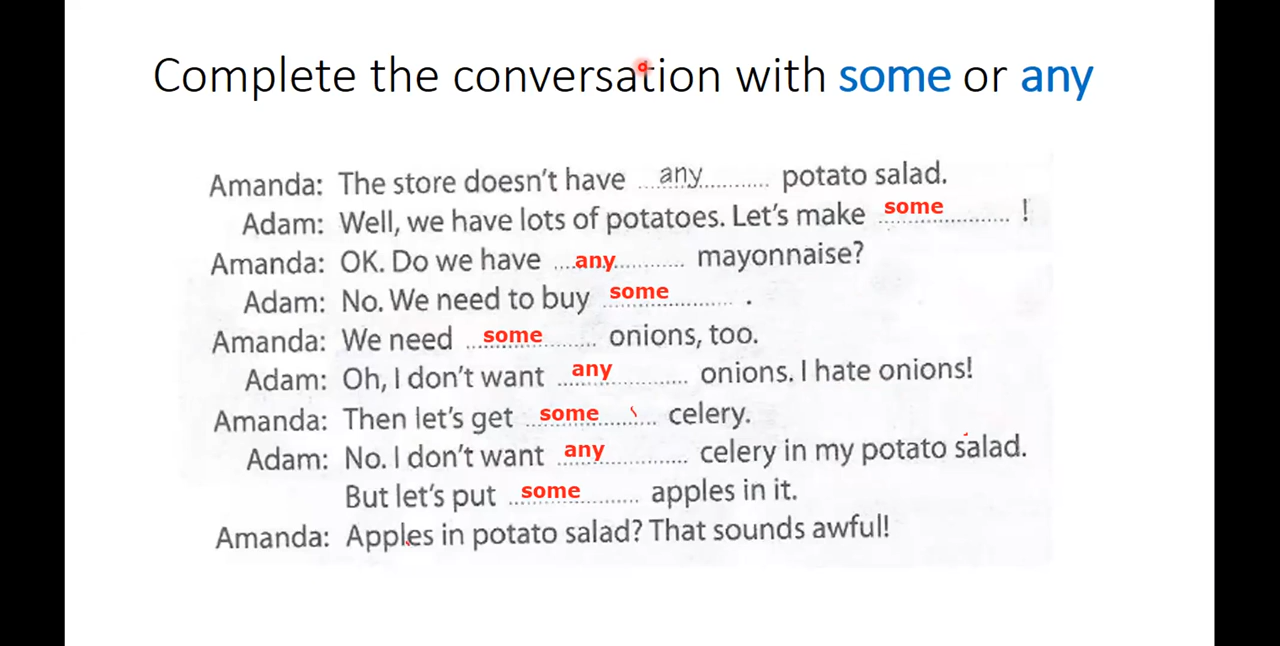 Complete the conversation with some or any
Amanda: The store doesn't have any potato salad.
Adam: Well, we have lots of potatoes. Let's make some !
Amanda: OK. Do we have any mayonnaise?
Adam: No. We need to buy some .
Amanda: We need some onions, too.
Adam: Oh, I don't want any onions. I hate onions!
Amanda: Then let's get some celery.
Adam: No. I don't want any celery in my potato salad.
But let's put some apples in it.
Amanda: Apples in potato salad? That sounds awful!